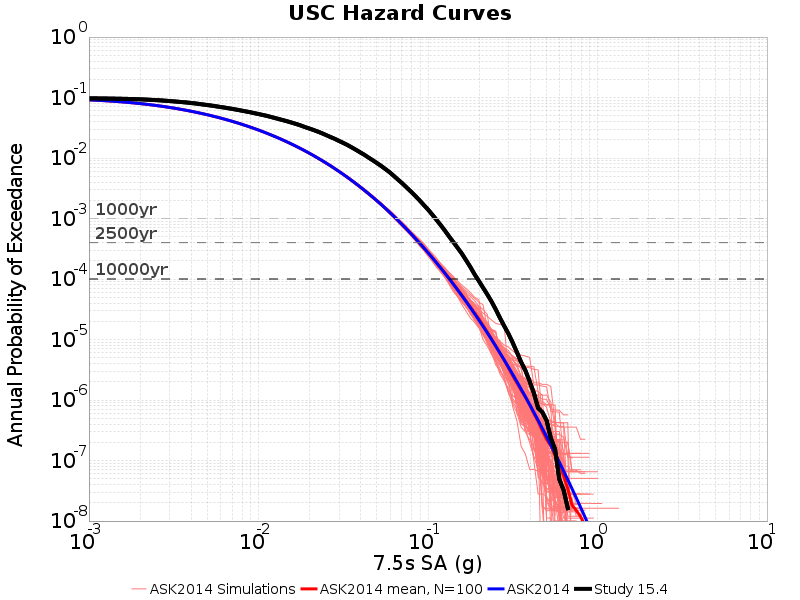 USC Hazard Curves
Annual Probability of Exceedance
10^0
10^-1
10^-2
10^-3
10^-4
10^-5
10^-6
10^-7
10^-8
1000yr
2500yr
10000yr
10^-3 10^-2 10^-1 10^0 10^1
7.5s SA (g)
ASK2014 Simulations ASK2014 mean, N=100 ASK2014 Study 15.4